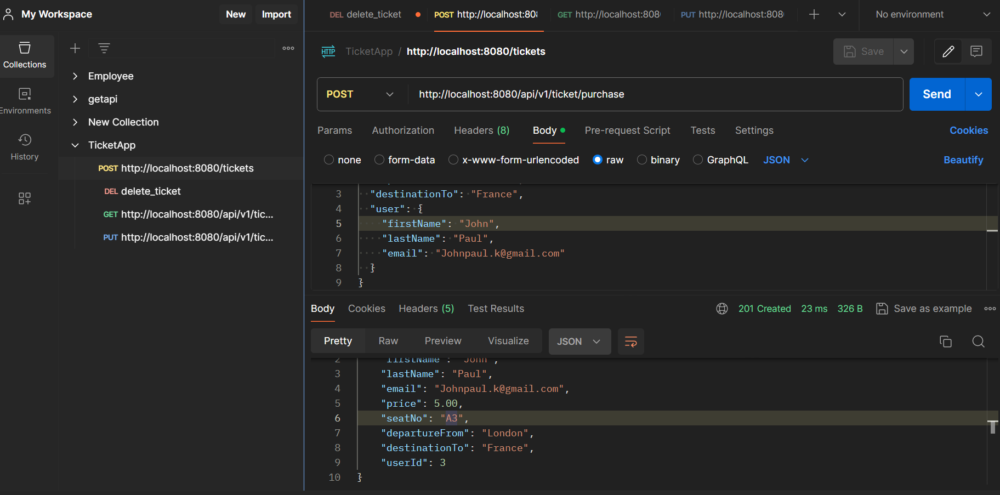 My Workspace
New
Import
Collections
Environments
History
Employee
getapi
New Collection
TicketApp
POST http://localhost:8080/tickets
DEL delete_ticket
GET http://localhost:8080/api/v1/tic...
PUT http://localhost:8080/api/v1/tic...
DEL delete_ticket
POST http://localhost:80
GET http://localhost:808
PUT http://localhost:808
No environment
HTTP TicketApp / http://localhost:8080/tickets
Save
POST http://localhost:8080/api/v1/ticket/purchase
Send
Params Authorization Headers (8) Body Pre-request Script Tests Settings Cookies
none form-data x-www-form-urlencoded raw binary GraphQL JSON Beautify
3 "destinationTo": "France",
4 "user": {
5 "firstName": "John",
6 "lastName": "Paul",
7 "email": "Johnpaul.k@gmail.com"
8 }
9 }
Body Cookies Headers (5) Test Results 201 Created 23 ms 326 B Save as example
Pretty Raw Preview Visualize JSON
2 "firstName": "John",
3 "lastName": "Paul",
4 "email": "Johnpaul.k@gmail.com",
5 "price": 5.00,
6 "seatNo": "A3",
7 "departureFrom": "London",
8 "destinationTo": "France",
9 "userId": 3
10 }